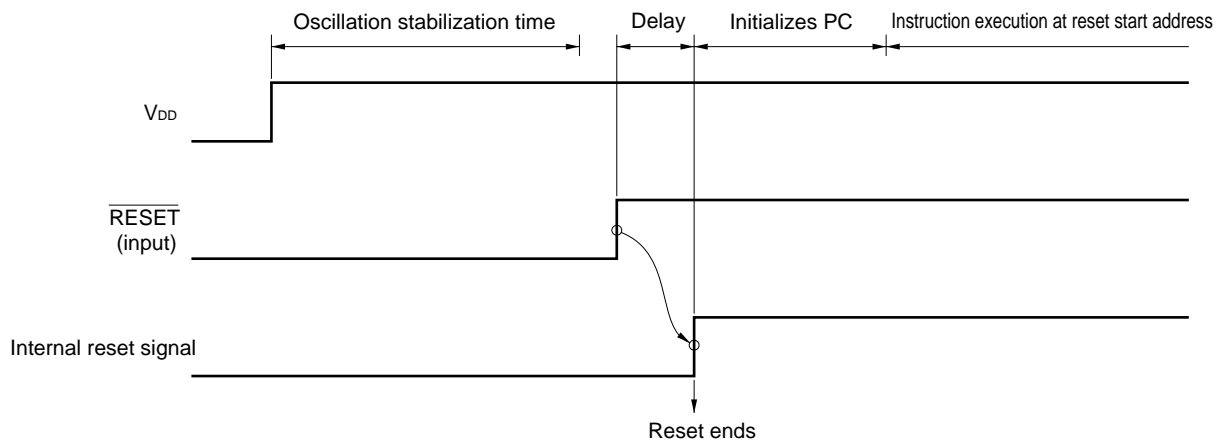 Oscillation stabilization time
Delay
Initializes PC
Instruction execution at reset start address
VDD
RESET
(input)
Internal reset signal
Reset ends